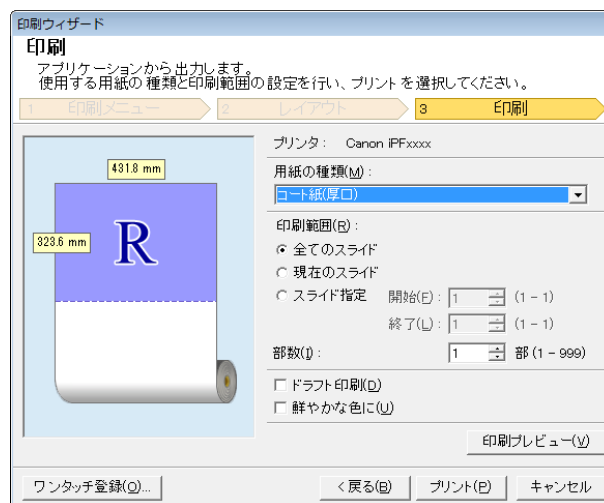 印刷ウィザード
印刷
アプリケーションから出力します。
使用する用紙の種類と印刷範囲の設定を行い、プリントを選択してください。
1 印刷メニュー 2 レイアウト 3 印刷
プリンタ： Canon iPFxxxx
431.8 mm
用紙の種類(M)：
コート紙(厚口)
323.6 mm
R
印刷範囲(R)：
全てのスライド
現在のスライド
スライド指定 開始(F)： 1 (1 - 1)
終了(L)： 1 (1 - 1)
部数(I)： 1 部 (1 - 999)
ドラフト印刷(D)
鮮やかな色に(U)
印刷プレビュー(V)
ワンタッチ登録(O)... < 戻る(B) プリント(P) キャンセル